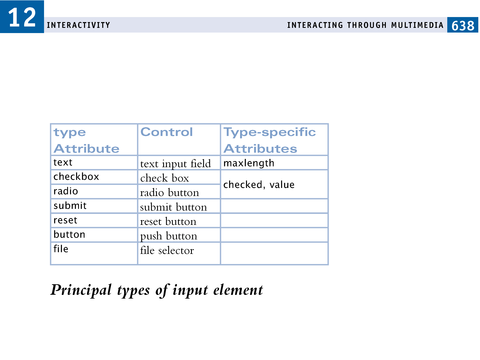 12 INTERACTIVITY INTERACTING THROUGH MULTIMEDIA 638
type Control Type-specific
Attribute Attributes
text text input field maxlength
checkbox check box
checked, value
radio radio button
submit submit button
reset reset button
button push button
file file selector
Principal types of input element